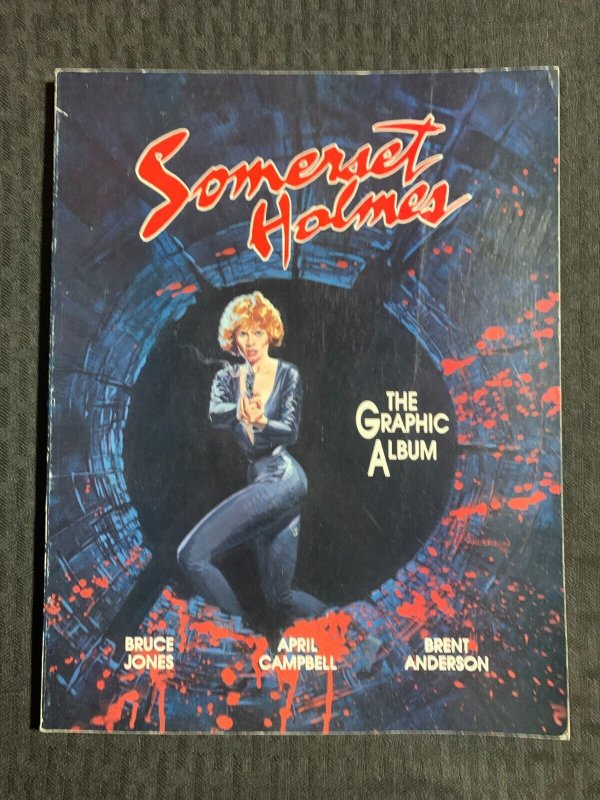 Somerset
Holmes
THE
GRAPHIC
ALBUM
BRUCE
JONES
APRIL
CAMPBELL
BRENT
ANDERSON